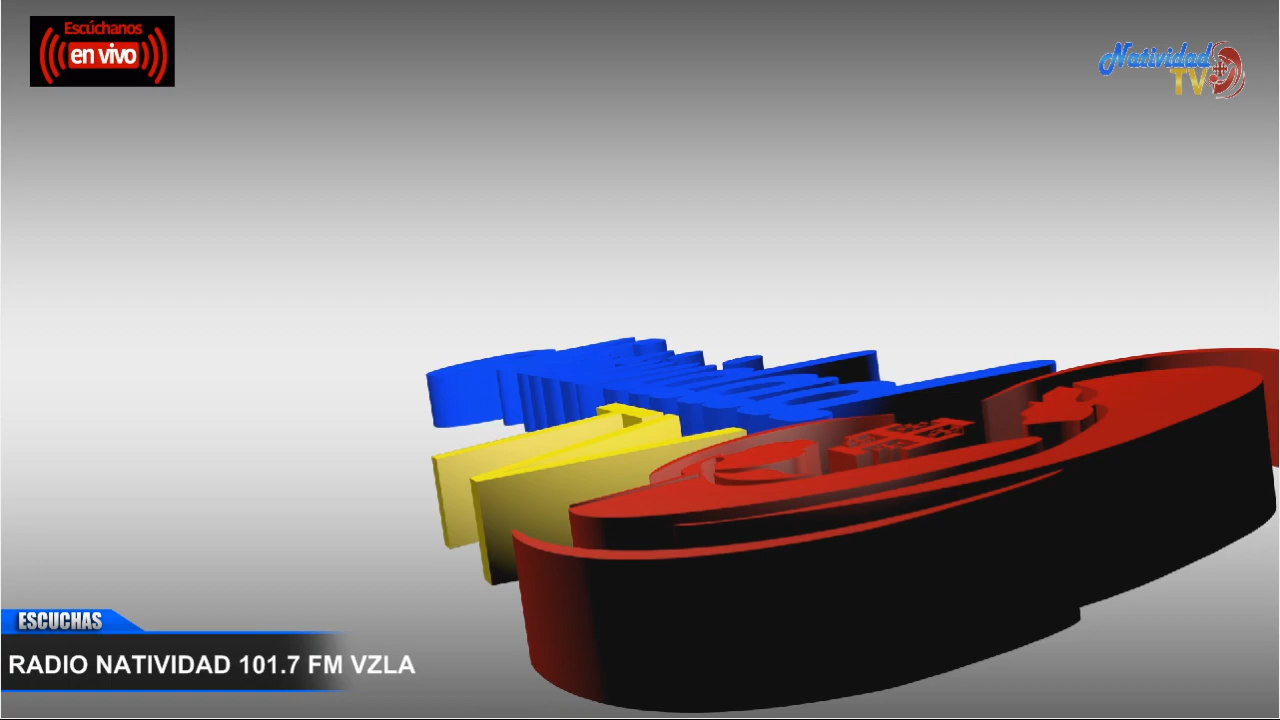 Escúchanos
en vivo
Natividad
TV
ESCUCHAS
RADIO NATIVIDAD 101.7 FM VZLA